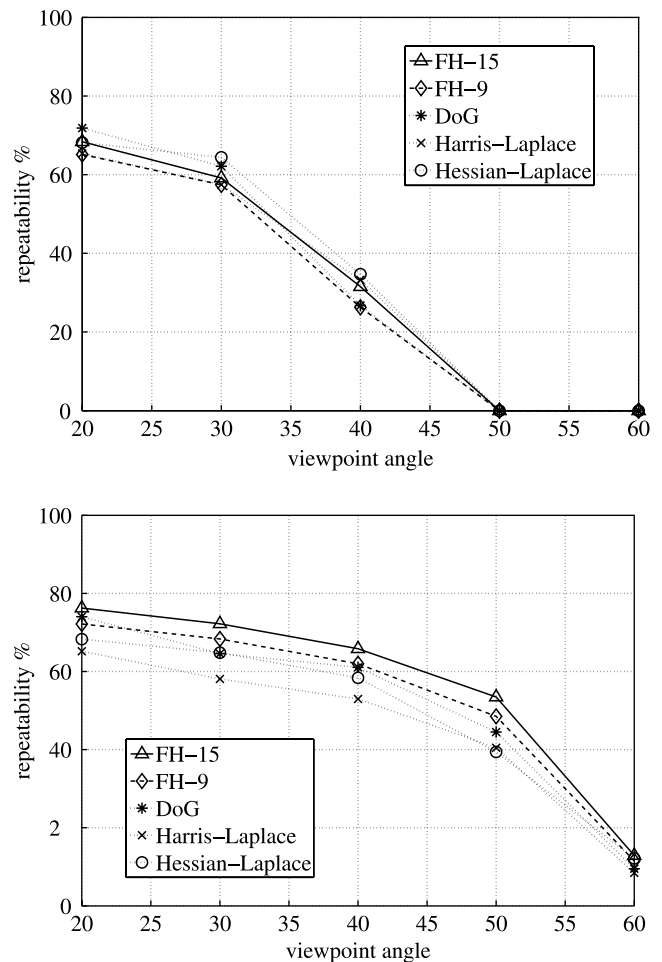 100
80
60
40
20
0
repeatability %
FH−15
FH−9
DoG
Harris−Laplace
Hessian−Laplace
20 25 30 35 40 45 50 55 60
viewpoint angle
100
80
60
40
2
0
repeatability %
FH−15
FH−9
DoG
Harris−Laplace
Hessian−Laplace
20 25 30 35 40 45 50 55 60
viewpoint angle